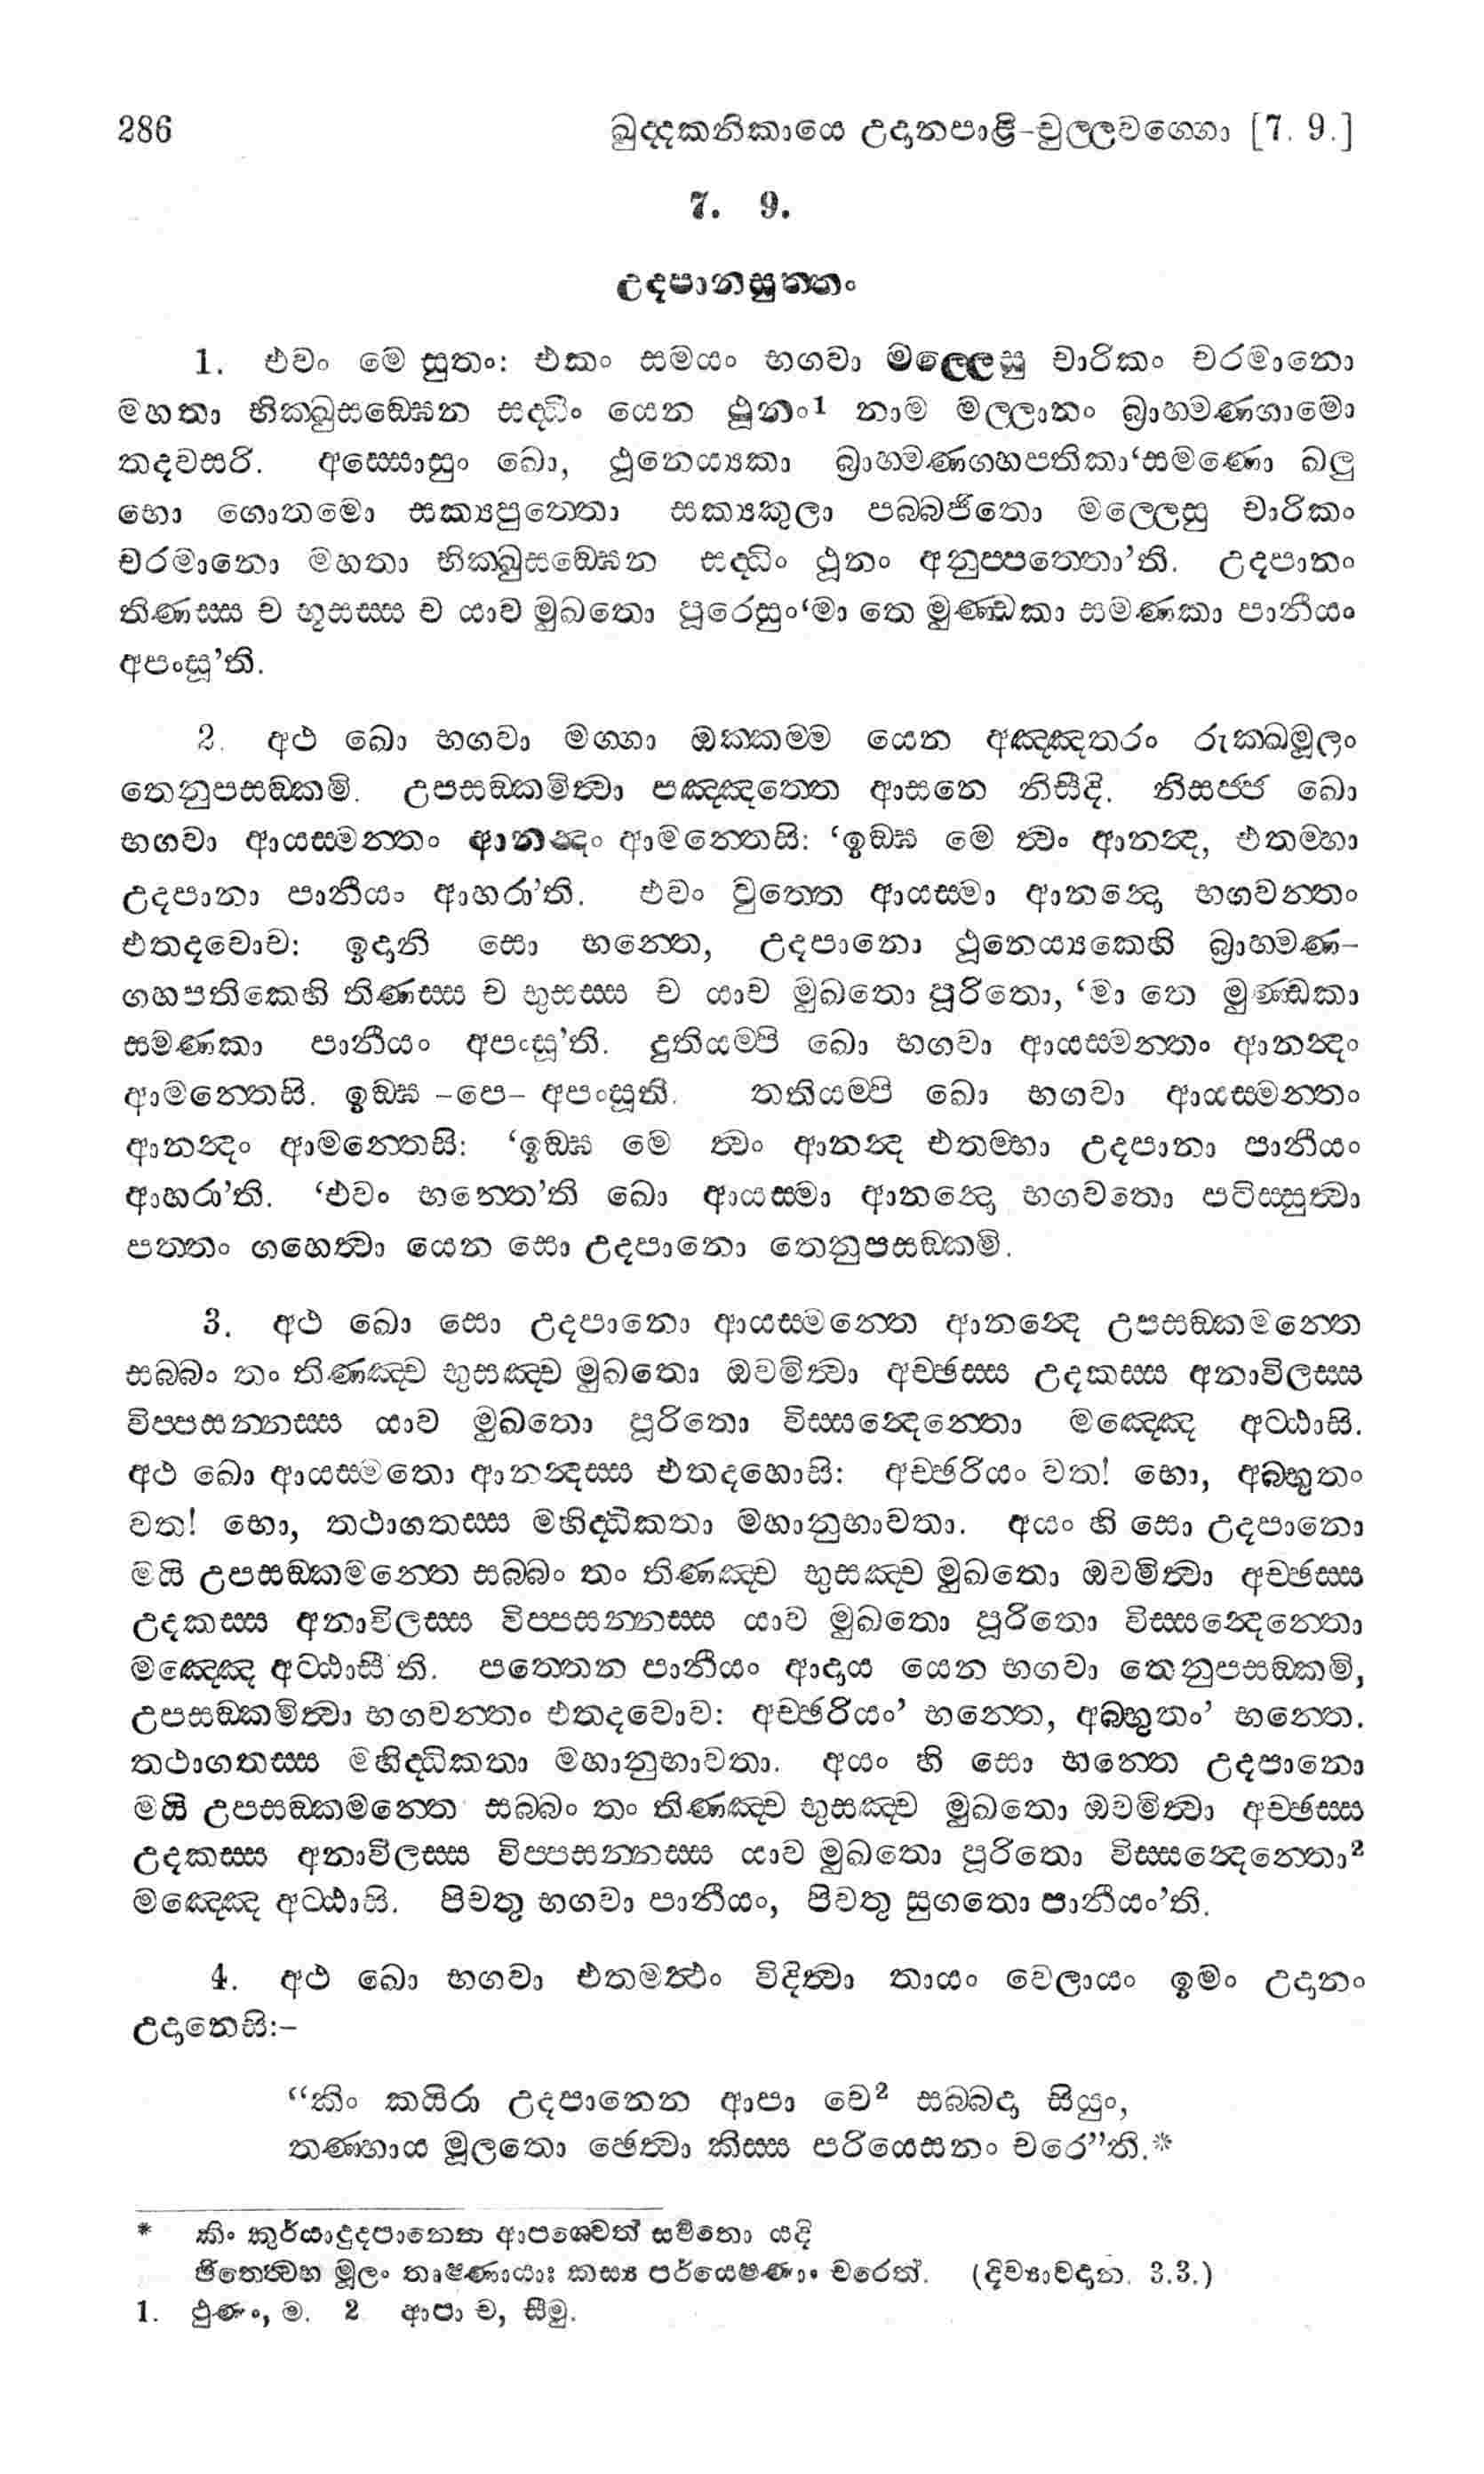 286 ඛුද්දකනිකායෙ උදානපාළි-චුල්ලවග්ගො [7. 9.]
7. 9.
උදපානසුත්තං
1. එවං මෙ සුතං: එකං සමයං භගවා මල්ලෙසු චාරිකං චරමානො
මහතා භික්ඛුසඞ්ඝෙන සද්ධිං යෙන ථූනං1 නාම මල්ලානං බ්‍රාහ්මණගාමො
තදවසරි. අස්සොසුං ඛො, ථූනෙය්‍යකා බ්‍රාහ්මණගහපතිකා‘සමණො ඛලු
භො ගොතමො සක්‍යපුත්තො සක්‍යකුලා පබ්බජිතො මල්ලෙසු චාරිකං
චරමානො මහතා භික්ඛුසඞ්ඝෙන සද්ධිං ථූනං අනුප්පත්තො’ති. උදපානං
තිණස්ස ච භූසස්ස ච යාව මුඛතො පූරෙසුං‘මා තෙ මුණ්ඩකා සමණකා පානීයං
අපංසූ’ති.
2. අථ ඛො භගවා මග්ගා ඔක්කම්ම යෙන අඤ්ඤතරං රුක්ඛමූලං
තෙනුපසඞ්කමි. උපසඞ්කමිත්‍වා පඤ්ඤත්තෙ ආසනෙ නිසීදි. නිසජ්ජ ඛො
භගවා ආයස්මන්තං ආනන්‍දං ආමන්තෙසි: ‘ඉඞ්ඝ මෙ ත්‍වං ආනන්‍ද, එතම්හා
උදපානා පානීයං ආහරා’ති. එවං වුත්තෙ ආයස්මා ආනන්‍දො භගවන්තං
එතදවොච: ඉදානි සො භන්තෙ, උදපානො ථූනෙය්‍යකෙහි බ්‍රාහ්මණ-
ගහපතිකෙහි තිණස්ස ච භුසස්ස ච යාව මුඛතො පූරිතො, ‘මා තෙ මුණ්ඩකා
සමණකා පානීයං අපංසූ’ති. දුතියම්පි ඛො භගවා ආයස්මන්තං ආනන්‍දං
ආමන්තෙසි. ඉඞ්ඝ -පෙ- අපංසූති. තතියම්පි ඛො භගවා ආයස්මන්තං
ආනන්‍දං ආමන්තෙසි: ‘ඉඞ්ඝ මෙ ත්‍වං ආනන්‍ද එතම්හා උදපානා පානීයං
ආහරා’ති. ‘එවං භන්තෙ’ති ඛො ආයස්මා ආනන්‍දො භගවතො පටිස්සුත්‍වා
පත්තං ගහෙත්‍වා යෙන සො උදපානො තෙනුපසඞ්කමි.
3. අථ ඛො සො උදපානො ආයස්මන්තෙ ආනන්‍දෙ උපසඞ්කමන්තෙ
සබ්බං තං තිණඤ්ච භුසඤ්ච මුඛතො ඔවමිත්‍වා අච්ඡස්ස උදකස්ස අනාවිලස්ස
විප්පසන්නස්ස යාව මුඛතො පූරිතො විස්සන්‍දෙන්තො මඤ්ඤෙ අට්ඨාසි.
අථ ඛො ආයස්මතො ආනන්‍දස්ස එතදහොසි: අච්ඡරියං වත! භො, අබ්භුතං
වත! භො, තථාගතස්ස මහිද්ධිකතා මහානුභාවතා. අයං හි සො උදපානො
මයි උපසඞ්කමන්තෙ සබ්බං තං තිණඤ්ච භුසඤ්ච මුඛතො ඔවමිත්‍වා අච්ඡස්ස
උදකස්ස අනාවිලස්ස විප්පසන්නස්ස යාව මුඛතො පූරිතො විස්සන්‍දෙන්තො
මඤ්ඤෙ අට්ඨාසී’ති. පත්තෙන පානීයං ආදාය යෙන භගවා තෙනුපසඞ්කමි,
උපසඞ්කමිත්‍වා භගවන්තං එතදවොච: අච්ඡරියං’ භන්තෙ, අබ්භුතං’ භන්තෙ.
තථාගතස්ස මහිද්ධිකතා මහානුභාවතා. අයං හි සො භන්තෙ උදපානො
මයි උපසඞ්කමන්තෙ සබ්බං තං තිණඤ්ච භුසඤ්ච මුඛතො ඔවමිත්‍වා අච්ඡස්ස
උදකස්ස අනාවිලස්ස විප්පසන්නස්ස යාව මුඛතො පූරිතො විස්සන්‍දෙන්තො2
මඤ්ඤෙ අට්ඨාසි. පිවතු භගවා පානීයං, පිවතු සුගතො පානීයං’ති.
4. අථ ඛො භගවා එතමත්‍ථං විදිත්‍වා තායං වෙලායං ඉමං උදානං
උදානෙසි:–
“කිං කයිරා උදපානෙන ආපා වෙ2 සබ්බදා සියුං,
තණ්හාය මූලතො ඡෙත්‍වා කිස්ස පරියෙසනං චරෙ”ති.*
* කිං කුර්යාදුදපානෙන ආපශ්චෙත් සර්වතො යදි
ඡිත්තෙත්‍වහ මූලං තෘෂ්ණායාඃ කස්‍ය පර්යෙෂණාං චරෙත්. (දිව්‍යාවදාන. 3.3.)
1. ථුණං, ම. 2 ආපා ච, සීමු.